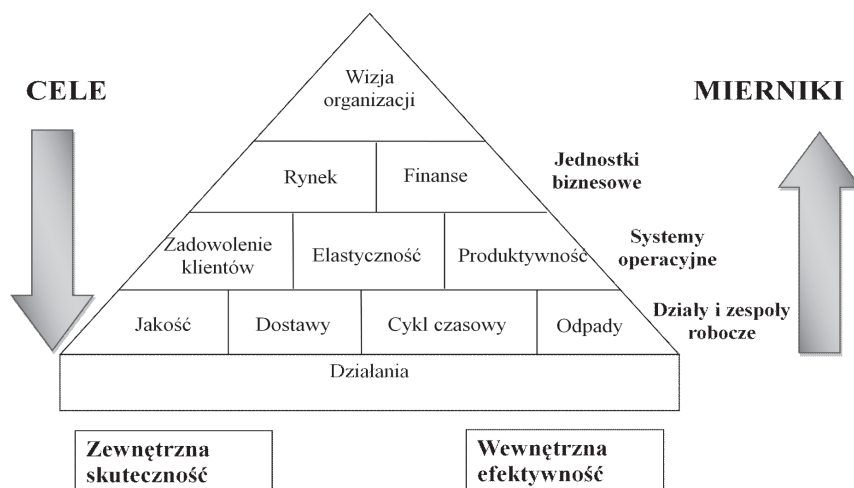 Wizja
organizacji
CELE
MIERNIKI
Rynek
Finanse
Jednostki
biznesowe
Zadowolenie
klientów
Elastyczność
Produktywność
Systemy
operacyjne
Jakość
Dostawy
Cykl czasowy
Odpady
Działy i zespoły
robocze
Działania
Zewnętrzna
skuteczność
Wewnętrzna
efektywność